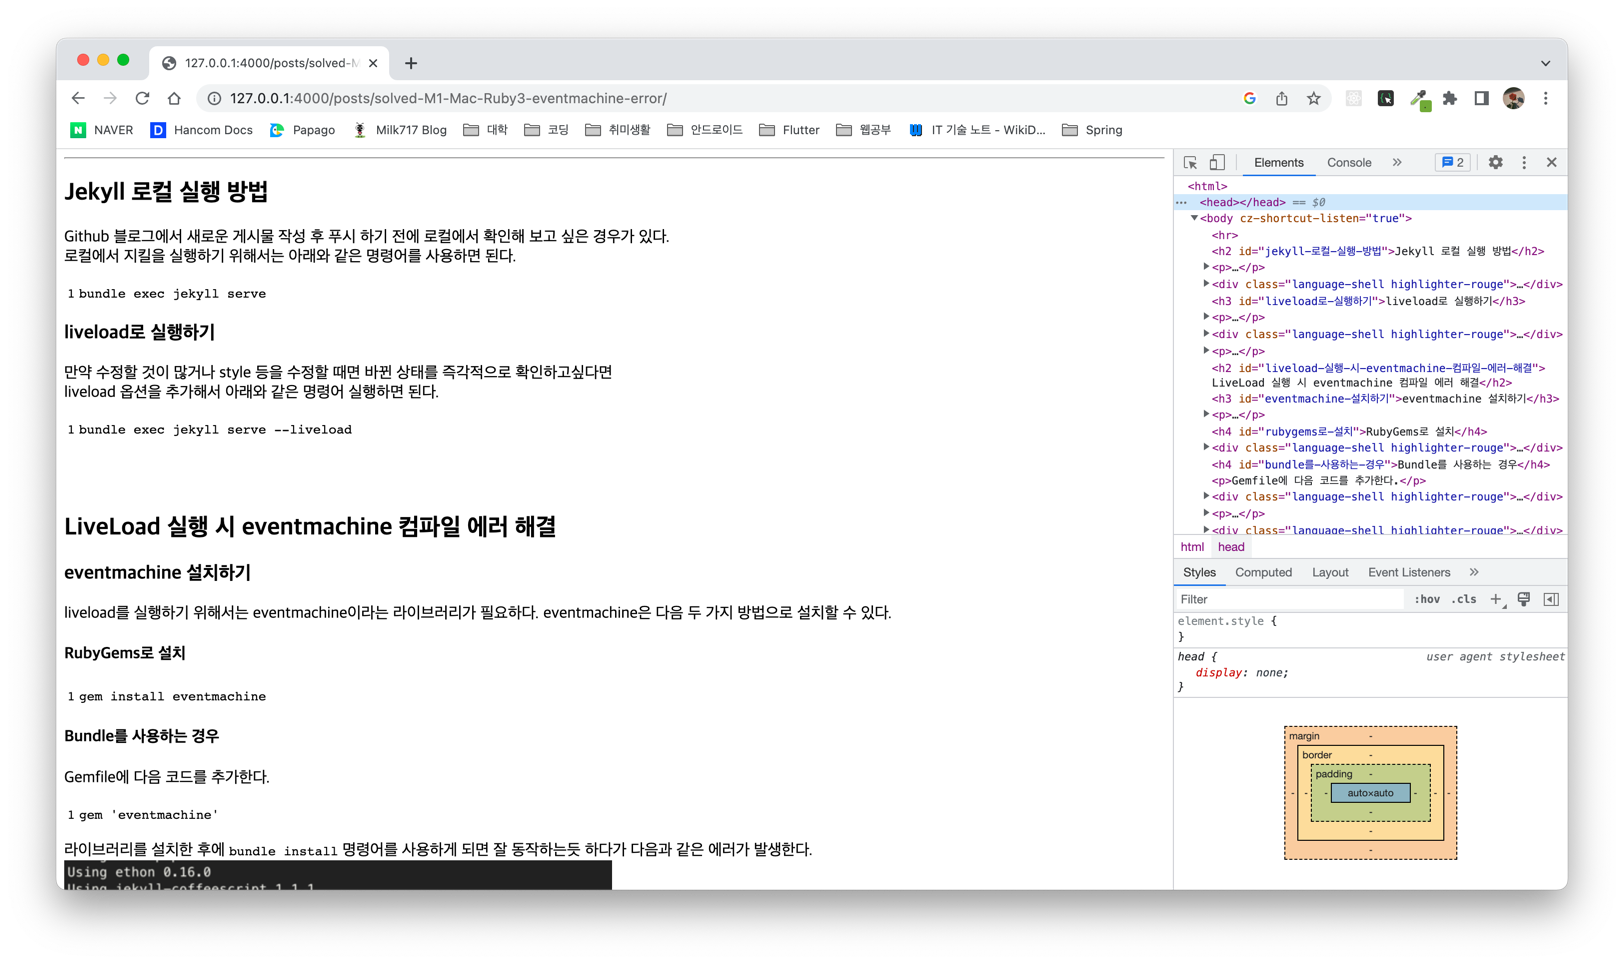 127.0.0.1:4000/posts/solved-M
127.0.0.1:4000/posts/solved-M1-Mac-Ruby3-eventmachine-error/
NAVER Hancom Docs Papago Milk717 Blog 대학 코딩 취미생활 안드로이드 Flutter 웹공부 IT 기술 노트 - WikiD... Spring
Jekyll 로컬 실행 방법
Github 블로그에서 새로운 게시물 작성 후 푸시 하기 전에 로컬에서 확인해 보고 싶은 경우가 있다.
로컬에서 지킬을 실행하기 위해서는 아래와 같은 명령어를 사용하면 된다.
1 bundle exec jekyll serve
liveload로 실행하기
만약 수정할 것이 많거나 style 등을 수정할 때면 바뀐 상태를 즉각적으로 확인하고싶다면
liveload 옵션을 추가해서 아래와 같은 명령어 실행하면 된다.
1 bundle exec jekyll serve --liveload
LiveLoad 실행 시 eventmachine 컴파일 에러 해결
eventmachine 설치하기
liveload를 실행하기 위해서는 eventmachine이라는 라이브러리가 필요하다. eventmachine은 다음 두 가지 방법으로 설치할 수 있다.
RubyGems로 설치
1 gem install eventmachine
Bundle를 사용하는 경우
Gemfile에 다음 코드를 추가한다.
1 gem 'eventmachine'
라이브러리를 설치한 후에 bundle install 명령어를 사용하게 되면 잘 동작하는듯 하다가 다음과 같은 에러가 발생한다.
Using ethon 0.16.0
Using jekyll-coffeescript 1.1.1
Elements Console » 2
<html>
... <head></head> == $0
<body cz-shortcut-listen="true">
<hr>
<h2 id="jekyll-로컬-실행-방법">Jekyll 로컬 실행 방법</h2>
<p>…</p>
<div class="language-shell highlighter-rouge">…</div>
<h3 id="liveload로-실행하기">liveload로 실행하기</h3>
<p>…</p>
<div class="language-shell highlighter-rouge">…</div>
<p>…</p>
<h2 id="liveload-실행-시-eventmachine-컴파일-에러-해결">
LiveLoad 실행 시 eventmachine 컴파일 에러 해결</h2>
<h3 id="eventmachine-설치하기">eventmachine 설치하기</h3>
<p>…</p>
<h4 id="rubygems로-설치">RubyGems로 설치</h4>
<div class="language-shell highlighter-rouge">…</div>
<h4 id="bundle를-사용하는-경우">Bundle를 사용하는 경우</h4>
<p>Gemfile에 다음 코드를 추가한다.</p>
<div class="language-shell highlighter-rouge">…</div>
<p>…</p>
<div class="language-shell highlighter-rouge">…</div>
html head
Styles Computed Layout Event Listeners »
Filter :hov .cls +
element.style {
}
head { user agent stylesheet
display: none;
}
margin -
border -
padding -
- - - auto×auto - - -
-
-
-